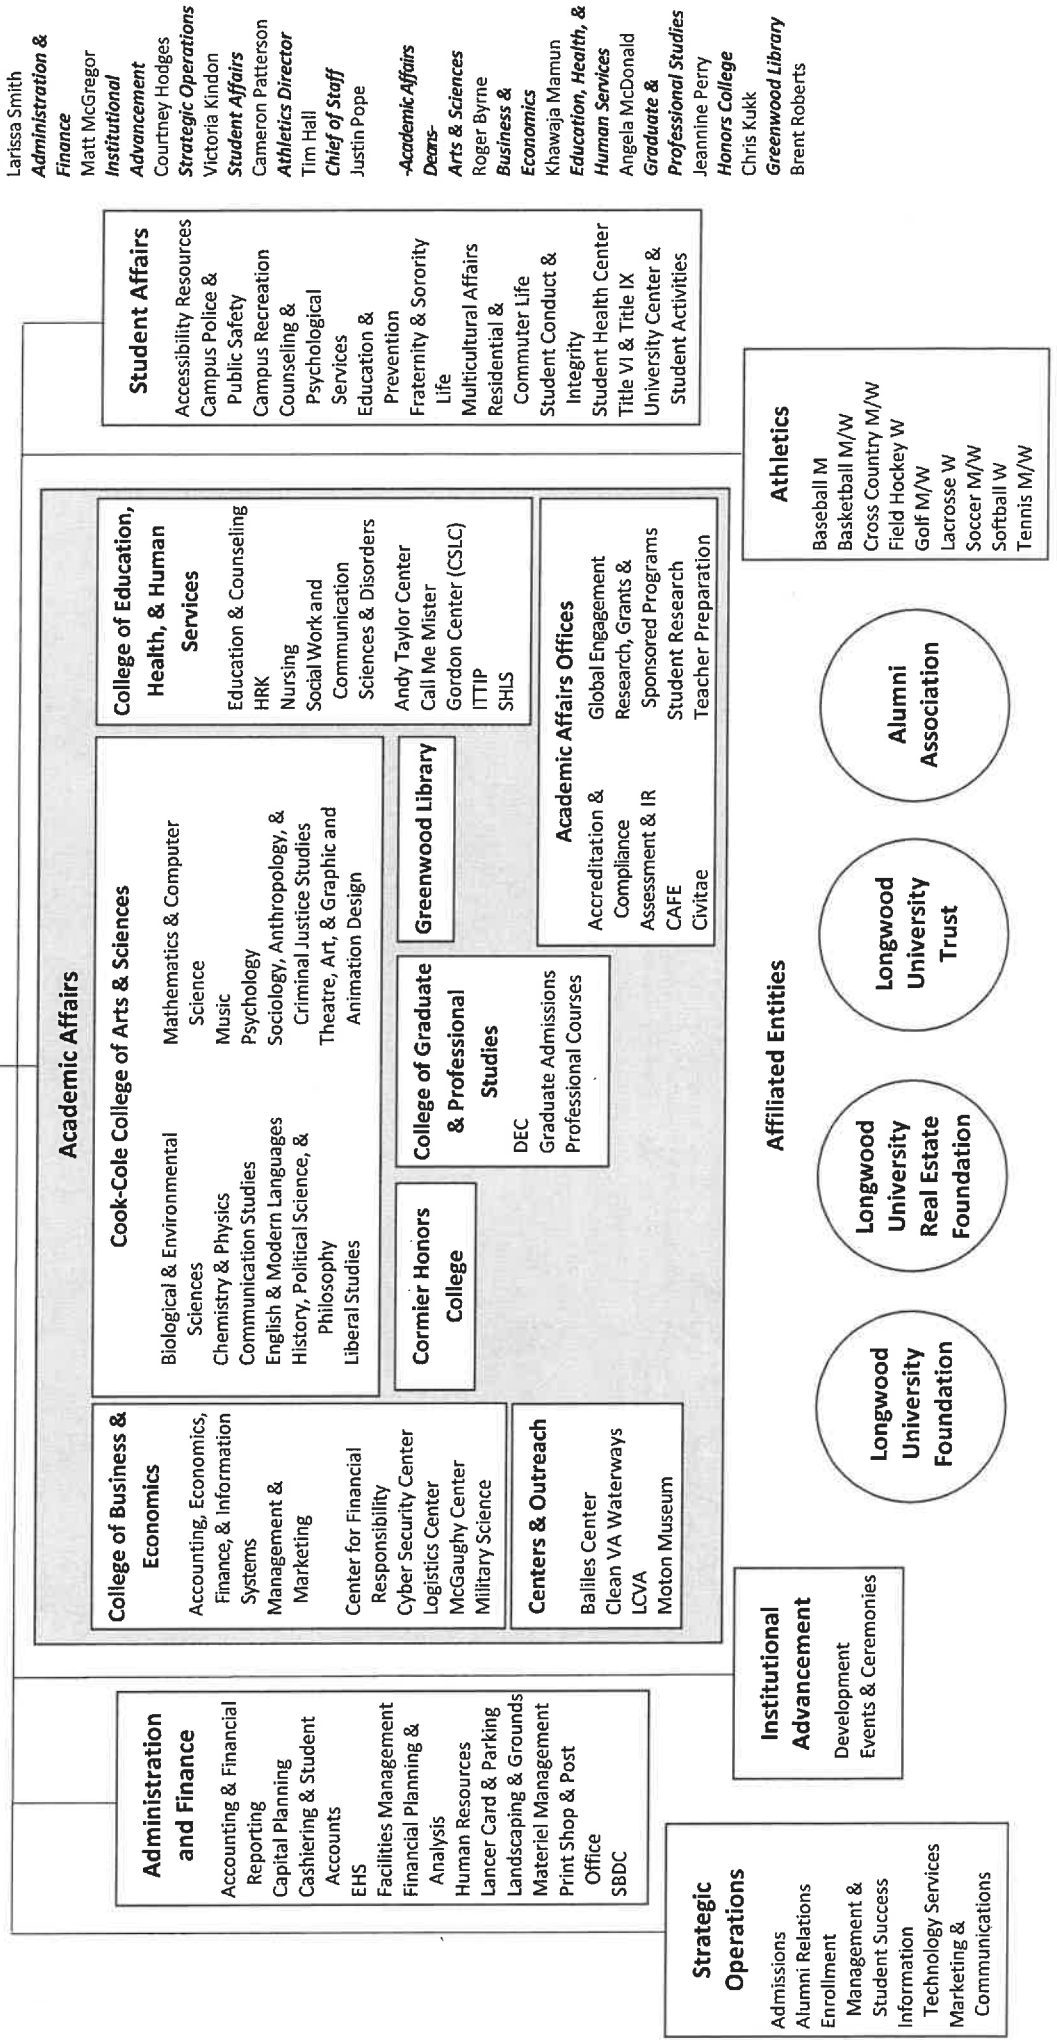 Academic Affairs
Administration
and Finance
Accounting & Financial
Reporting
Capital Planning
Cashiering & Student
Accounts
EHS
Facilities Management
Financial Planning &
Analysis
Human Resources
Lancer Card & Parking
Landscaping & Grounds
Materiel Management
Print Shop & Post
Office
SBDC
College of Business &
Economics
Accounting, Economics,
Finance, & Information
Systems
Management &
Marketing
Center for Financial
Responsibility
Cyber Security Center
Logistics Center
McGaughy Center
Military Science
Cook-Cole College of Arts & Sciences
Biological & Environmental
Sciences
Chemistry & Physics
Communication Studies
English & Modern Languages
History, Political Science, &
Philosophy
Liberal Studies
Mathematics & Computer
Science
Music
Psychology
Sociology, Anthropology, &
Criminal Justice Studies
Theatre, Art, & Graphic and
Animation Design
College of Education,
Health, & Human
Services
Education & Counseling
HRK
Nursing
Social Work and
Communication
Sciences & Disorders
Andy Taylor Center
Call Me Mister
Gordon Center (CSLC)
ITTIP
SHLS
Centers & Outreach
Baliles Center
Clean VA Waterways
LCVA
Moton Museum
Cormier Honors
College
College of Graduate
& Professional
Studies
DEC
Graduate Admissions
Professional Courses
Greenwood Library
Academic Affairs Offices
Accreditation &
Compliance
Assessment & IR
CAFE
Civitae
Global Engagement
Research, Grants &
Sponsored Programs
Student Research
Teacher Preparation
Student Affairs
Accessibility Resources
Campus Police &
Public Safety
Campus Recreation
Counseling &
Psychological
Services
Education &
Prevention
Fraternity & Sorority
Life
Multicultural Affairs
Residential &
Commuter Life
Student Conduct &
Integrity
Student Health Center
Title VI & Title IX
University Center &
Student Activities
Larissa Smith
Administration &
Finance
Matt McGregor
Institutional
Advancement
Courtney Hodges
Strategic Operations
Victoria Kindon
Student Affairs
Cameron Patterson
Athletics Director
Tim Hall
Chief of Staff
Justin Pope
-Academic Affairs
Deans-
Arts & Sciences
Roger Byrne
Business &
Economics
Khawaja Mamun
Education, Health, &
Human Services
Angela McDonald
Graduate &
Professional Studies
Jeannine Perry
Honors College
Chris Kukk
Greenwood Library
Brent Roberts
Strategic
Operations
Admissions
Alumni Relations
Enrollment
Management &
Student Success
Information
Technology Services
Marketing &
Communications
Institutional
Advancement
Development
Events & Ceremonies
Affiliated Entities
Longwood
University
Foundation
Longwood
University
Real Estate
Foundation
Longwood
University
Trust
Alumni
Association
Athletics
Baseball M
Basketball M/W
Cross Country M/W
Field Hockey W
Golf M/W
Lacrosse W
Soccer M/W
Softball W
Tennis M/W